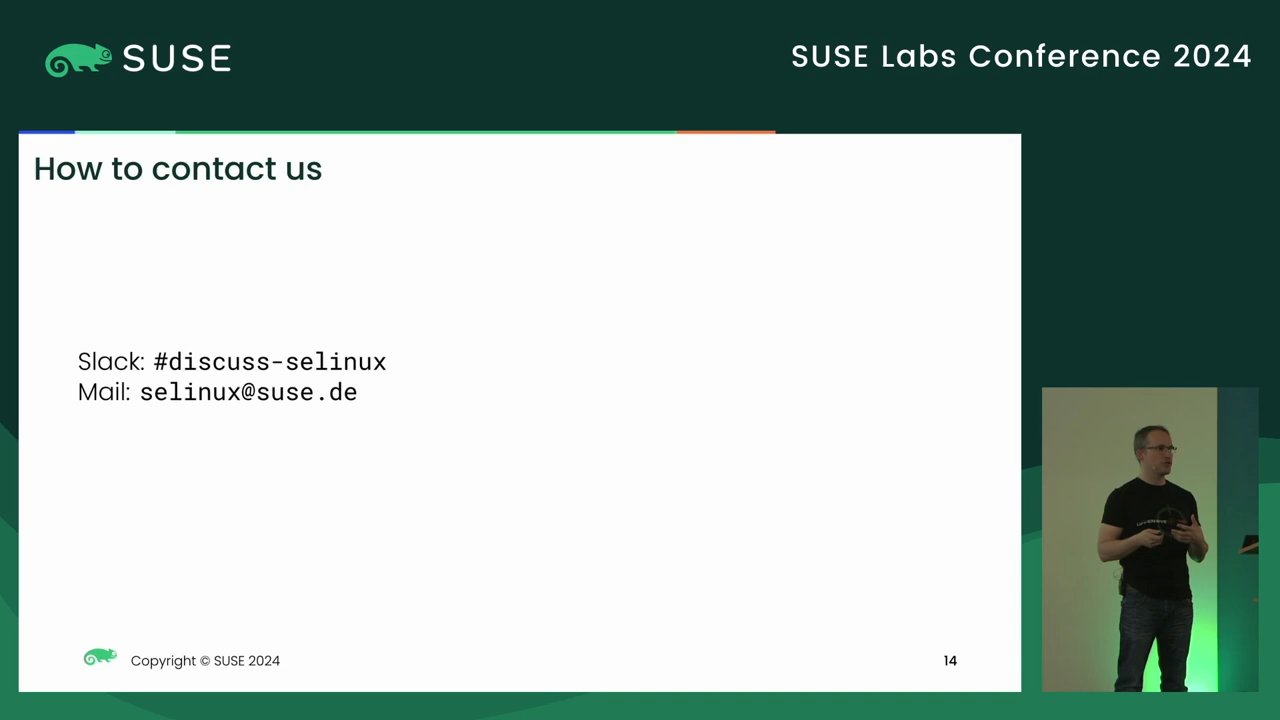 SUSE
SUSE Labs Conference 2024
How to contact us
Slack: #discuss-selinux
Mail: selinux@suse.de
Copyright © SUSE 2024
14